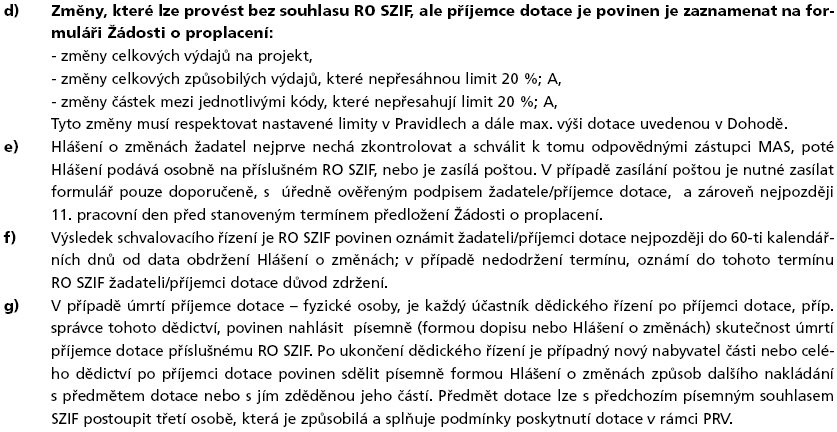 d) Změny, které lze provést bez souhlasu RO SZIF, ale příjemce dotace je povinen je zaznamenat na for-
muláři Žádosti o proplacení:
- změny celkových výdajů na projekt,
- změny celkových způsobilých výdajů, které nepřesáhnou limit 20 %; A,
- změny částek mezi jednotlivými kódy, které nepřesahují limit 20 %; A,
Tyto změny musí respektovat nastavené limity v Pravidlech a dále max. výši dotace uvedenou v Dohodě.
e) Hlášení o změnách žadatel nejprve nechá zkontrolovat a schválit k tomu odpovědnými zástupci MAS, poté
Hlášení podává osobně na příslušném RO SZIF, nebo je zasílá poštou. V případě zasílání poštou je nutné zasílat
formulář pouze doporučeně, s úředně ověřeným podpisem žadatele/příjemce dotace, a zároveň nejpozději
11. pracovní den před stanoveným termínem předložení Žádosti o proplacení.
f) Výsledek schvalovacího řízení je RO SZIF povinen oznámit žadateli/příjemci dotace nejpozději do 60-ti kalendář-
ních dnů od data obdržení Hlášení o změnách; v případě nedodržení termínu, oznámí do tohoto termínu
RO SZIF žadateli/příjemci dotace důvod zdržení.
g) V případě úmrtí příjemce dotace – fyzické osoby, je každý účastník dědického řízení po příjemci dotace, příp.
správce tohoto dědictví, povinen nahlásit písemně (formou dopisu nebo Hlášení o změnách) skutečnost úmrtí
příjemce dotace příslušnému RO SZIF. Po ukončení dědického řízení je případný nový nabyvatel části nebo celé-
ho dědictví po příjemci dotace povinen sdělit písemně formou Hlášení o změnách způsob dalšího nakládání
s předmětem dotace nebo s jím zděděnou jeho částí. Předmět dotace lze s předchozím písemným souhlasem
SZIF postoupit třetí osobě, která je způsobilá a splňuje podmínky poskytnutí dotace v rámci PRV.